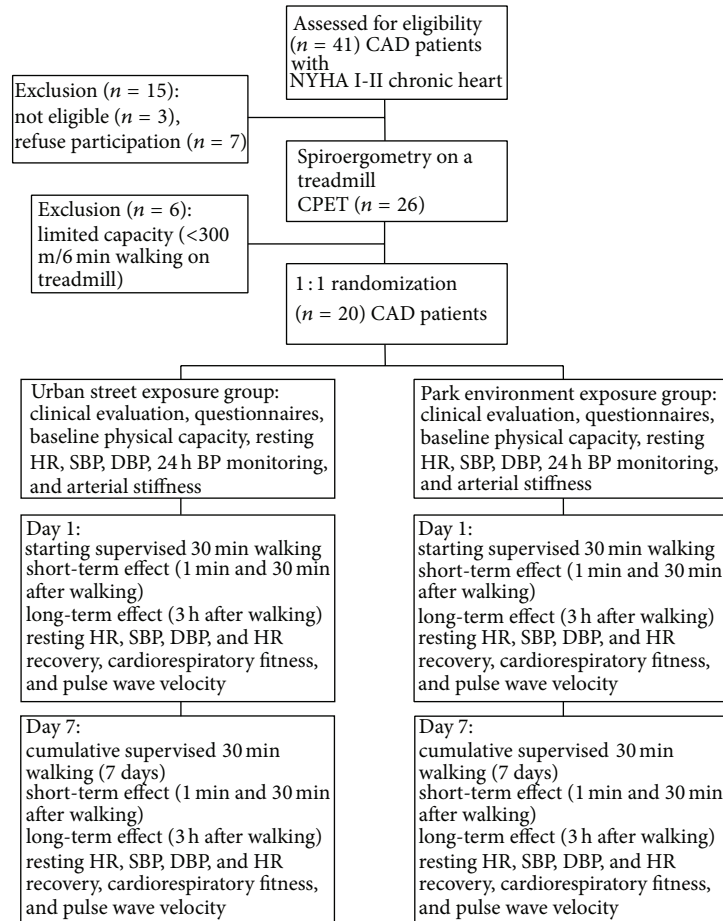 Assessed for eligibility
(n = 41) CAD patients
with
NYHA I-II chronic heart
Exclusion (n = 15):
not eligible (n = 3),
refuse participation (n = 7)
Spiroergometry on a
treadmill
CPET (n = 26)
Exclusion (n = 6):
limited capacity (<300
m/6 min walking on
treadmill)
1 : 1 randomization
(n = 20) CAD patients
Urban street exposure group:
clinical evaluation, questionnaires,
baseline physical capacity, resting
HR, SBP, DBP, 24 h BP monitoring,
and arterial stiffness
Park environment exposure group:
clinical evaluation, questionnaires,
baseline physical capacity, resting
HR, SBP, DBP, 24 h BP monitoring,
and arterial stiffness
Day 1:
starting supervised 30 min walking
short-term effect (1 min and 30 min
after walking)
long-term effect (3 h after walking)
resting HR, SBP, DBP, and HR
recovery, cardiorespiratory fitness,
and pulse wave velocity
Day 1:
starting supervised 30 min walking
short-term effect (1 min and 30 min
after walking)
long-term effect (3 h after walking)
resting HR, SBP, DBP, and HR
recovery, cardiorespiratory fitness,
and pulse wave velocity
Day 7:
cumulative supervised 30 min
walking (7 days)
short-term effect (1 min and 30 min
after walking)
long-term effect (3 h after walking)
resting HR, SBP, DBP, and HR
recovery, cardiorespiratory fitness,
and pulse wave velocity
Day 7:
cumulative supervised 30 min
walking (7 days)
short-term effect (1 min and 30 min
after walking)
long-term effect (3 h after walking)
resting HR, SBP, DBP, and HR
recovery, cardiorespiratory fitness,
and pulse wave velocity